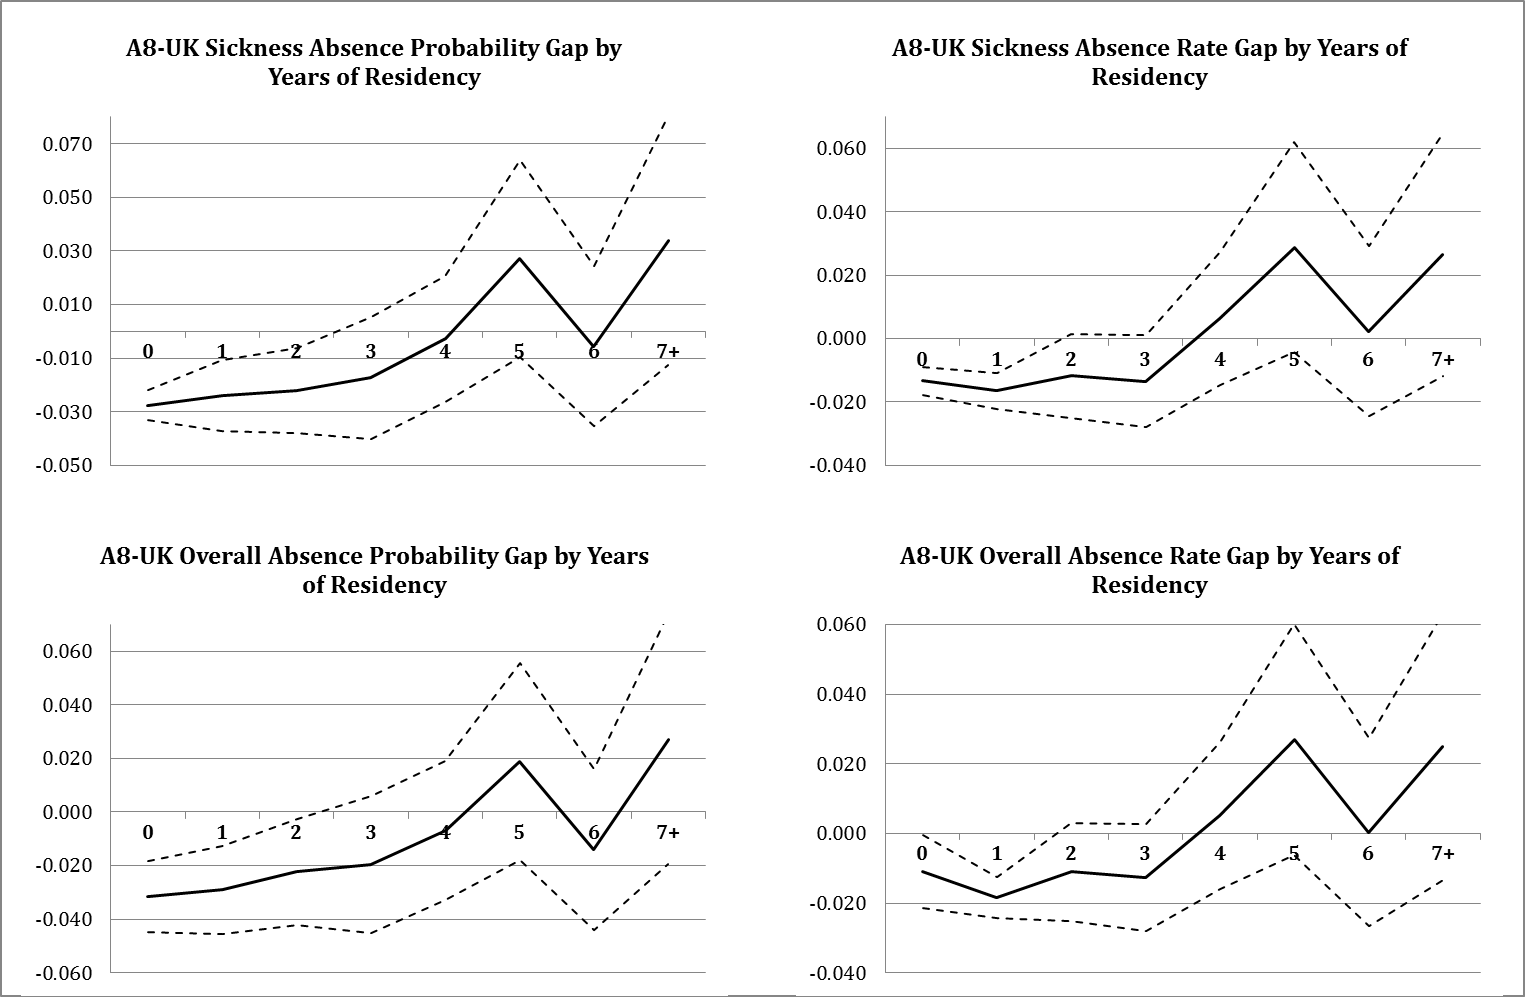 A8-UK Sickness Absence Probability Gap by
Years of Residency
0.070
0.050
0.030
0.010
-0.010
-0.030
-0.050
0 1 2 3 4 5 6 7+
A8-UK Sickness Absence Rate Gap by Years of
Residency
0.060
0.040
0.020
0.000
-0.020
-0.040
0 1 2 3 4 5 6 7+
A8-UK Overall Absence Probability Gap by Years
of Residency
0.060
0.040
0.020
0.000
-0.020
-0.040
-0.060
0 1 2 3 4 5 6 7+
A8-UK Overall Absence Rate Gap by Years of
Residency
0.060
0.040
0.020
0.000
-0.020
-0.040
0 1 2 3 4 5 6 7+